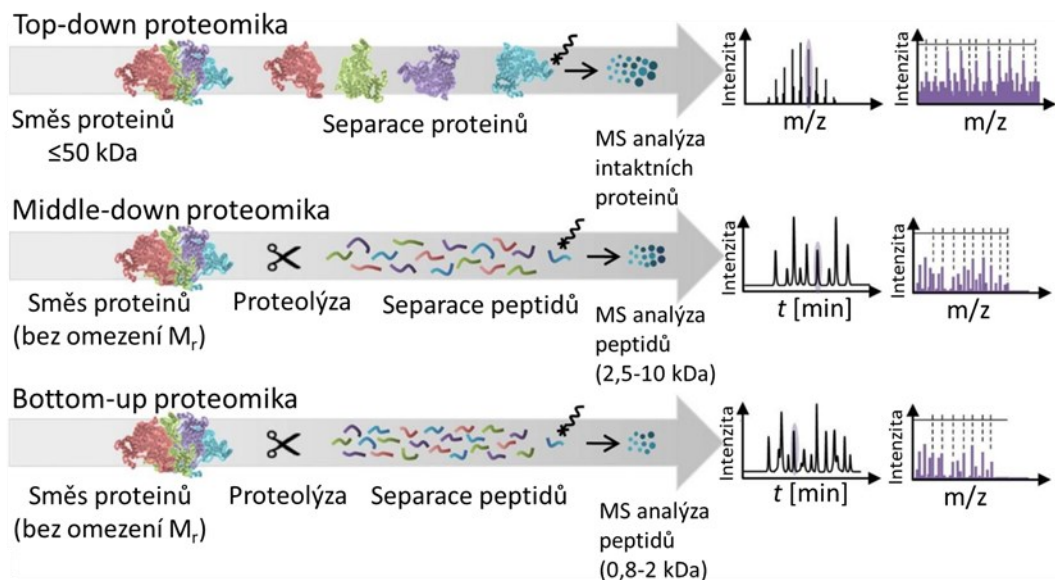 Top-down proteomika
Směs proteinů
≤50 kDa
Separace proteinů
MS analýza
intaktních
proteinů
Intenzita
m/z
Intenzita
m/z
Middle-down proteomika
Směs proteinů
(bez omezení Mr)
Proteolýza
Separace peptidů
MS analýza
peptidů
(2,5-10 kDa)
Intenzita
t [min]
Intenzita
m/z
Bottom-up proteomika
Směs proteinů
(bez omezení Mr)
Proteolýza
Separace peptidů
MS analýza
peptidů
(0,8-2 kDa)
Intenzita
t [min]
Intenzita
m/z